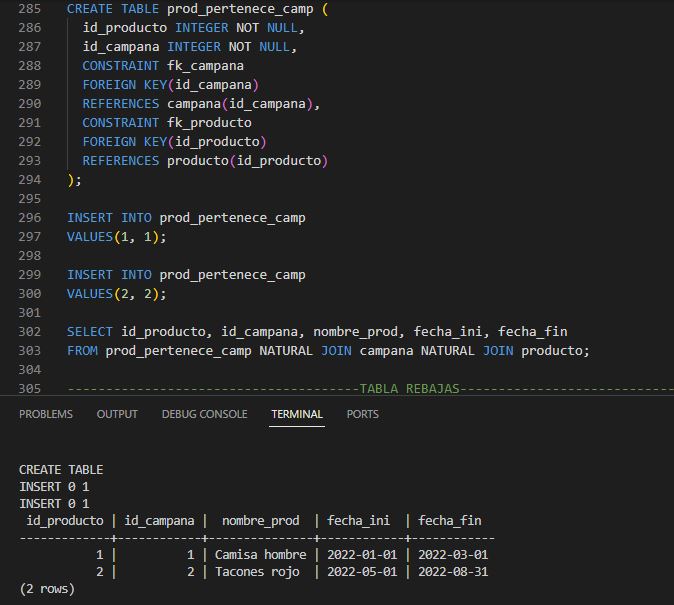 285 CREATE TABLE prod_pertenece_camp (
286   id_producto INTEGER NOT NULL,
287   id_campana INTEGER NOT NULL,
288   CONSTRAINT fk_campana
289   FOREIGN KEY(id_campana)
290   REFERENCES campana(id_campana),
291   CONSTRAINT fk_producto
292   FOREIGN KEY(id_producto)
293   REFERENCES producto(id_producto)
294 );
295
296 INSERT INTO prod_pertenece_camp
297 VALUES(1, 1);
298
299 INSERT INTO prod_pertenece_camp
300 VALUES(2, 2);
301
302 SELECT id_producto, id_campana, nombre_prod, fecha_ini, fecha_fin
303 FROM prod_pertenece_camp NATURAL JOIN campana NATURAL JOIN producto;
304
305 --------------------------------------TABLA REBAJAS----------------------------
PROBLEMS OUTPUT DEBUG CONSOLE TERMINAL PORTS
CREATE TABLE
INSERT 0 1
INSERT 0 1
 id_producto | id_campana |  nombre_prod  | fecha_ini  | fecha_fin
-------------+------------+---------------+------------+------------
           1 |          1 | Camisa hombre | 2022-01-01 | 2022-03-01
           2 |          2 | Tacones rojo  | 2022-05-01 | 2022-08-31
(2 rows)